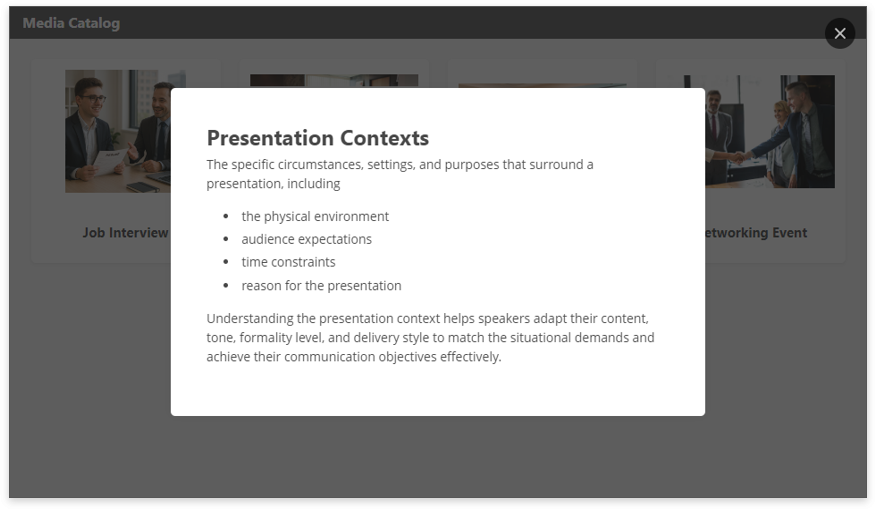 Media Catalog
Presentation Contexts
The specific circumstances, settings, and purposes that surround a
presentation, including
• the physical environment
• audience expectations
• time constraints
• reason for the presentation
Understanding the presentation context helps speakers adapt their content,
tone, formality level, and delivery style to match the situational demands and
achieve their communication objectives effectively.
Job Interview
etworking Event